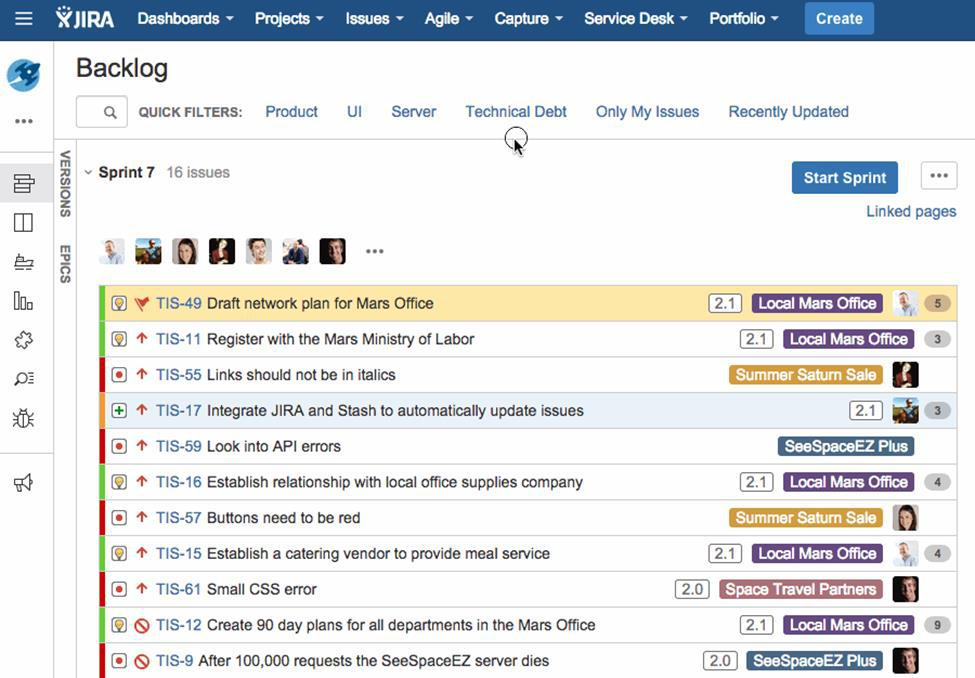 JIRA Dashboards Projects Issues Agile Capture Service Desk Portfolio Create
Backlog
QUICK FILTERS: Product UI Server Technical Debt Only My Issues Recently Updated
VERSIONS
EPICS
Sprint 7 16 issues Start Sprint
Linked pages
TIS-49 Draft network plan for Mars Office 2.1 Local Mars Office 5
TIS-11 Register with the Mars Ministry of Labor 2.1 Local Mars Office 3
TIS-55 Links should not be in italics Summer Saturn Sale
TIS-17 Integrate JIRA and Stash to automatically update issues 2.1 3
TIS-59 Look into API errors SeeSpaceEZ Plus
TIS-16 Establish relationship with local office supplies company 2.1 Local Mars Office 4
TIS-57 Buttons need to be red Summer Saturn Sale
TIS-15 Establish a catering vendor to provide meal service 2.1 Local Mars Office 4
TIS-61 Small CSS error 2.0 Space Travel Partners
TIS-12 Create 90 day plans for all departments in the Mars Office 2.1 Local Mars Office 9
TIS-9 After 100,000 requests the SeeSpaceEZ server dies 2.0 SeeSpaceEZ Plus